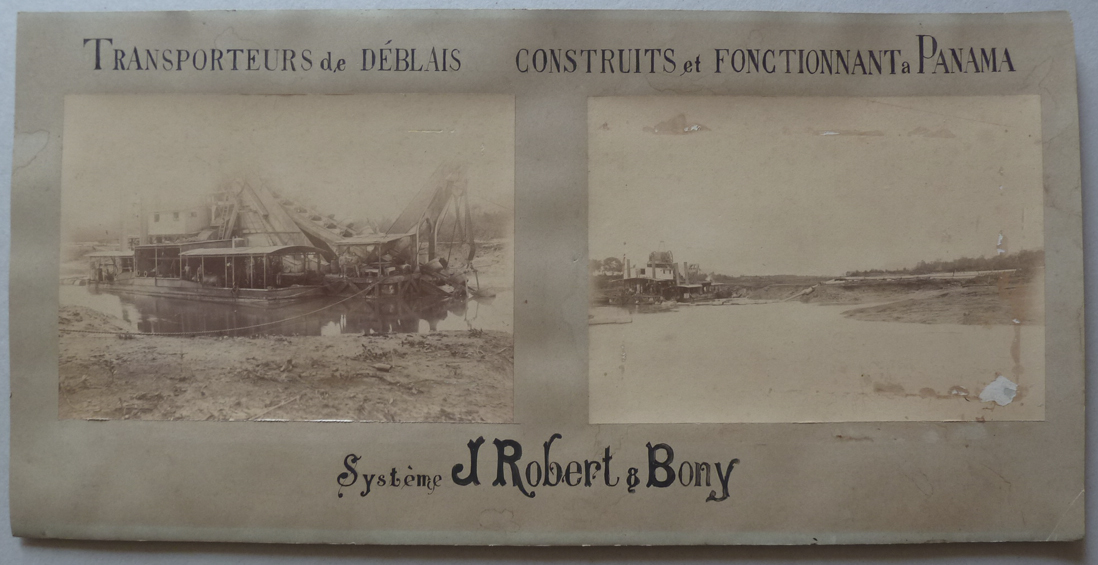 TRANSPORTEURS de DÉBLAIS CONSTRUITS et FONCTIONNANT a PANAMA
Système J Robert & Bony